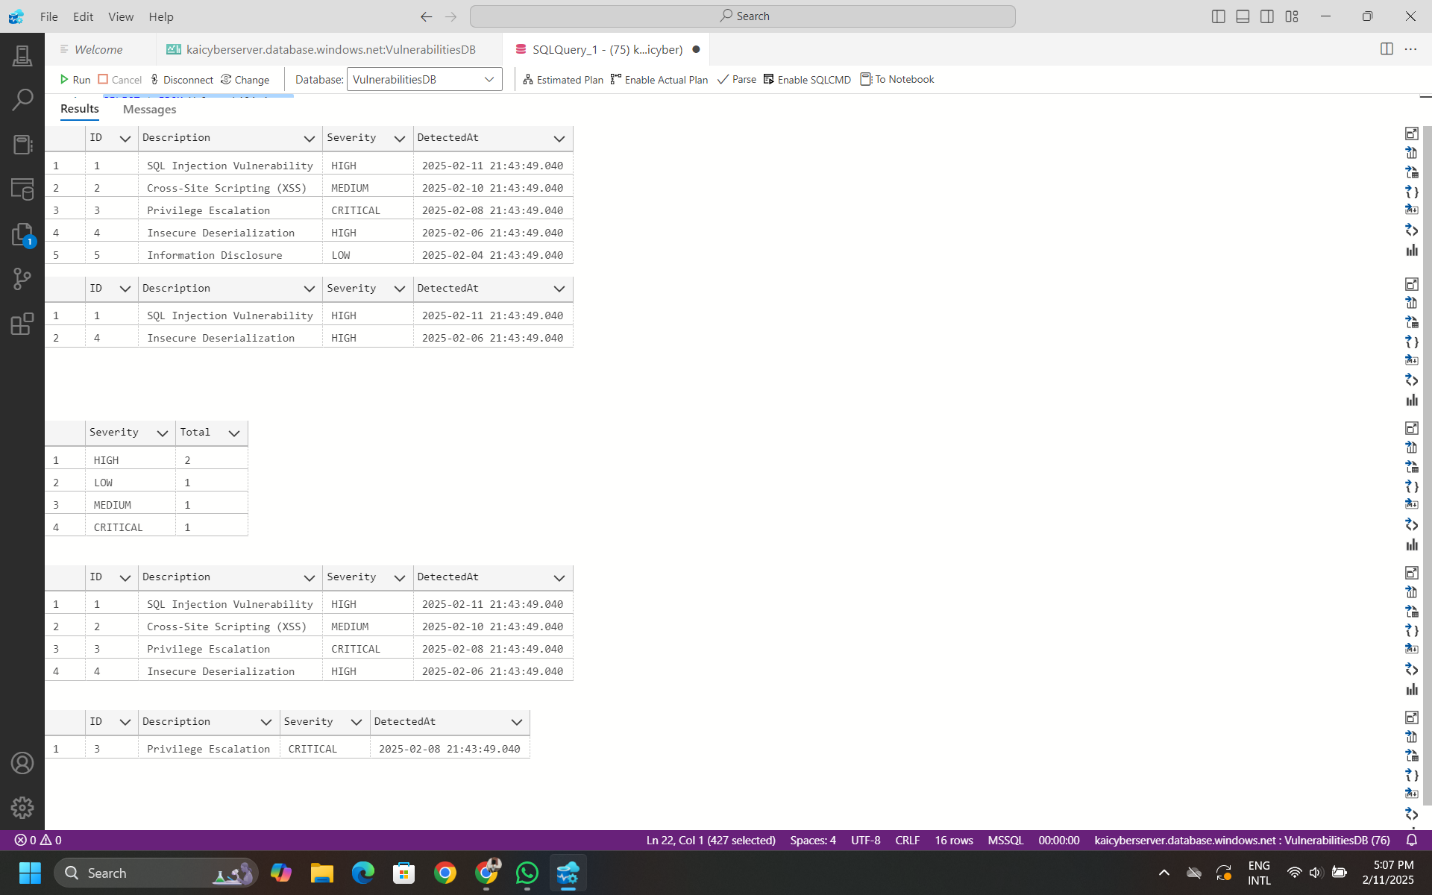 File Edit View Help Search
Welcome kaicyberserver.database.windows.net:VulnerabilitiesDB SQLQuery_1 - (75) k...icyber)
Run Cancel Disconnect Change Database: VulnerabilitiesDB Estimated Plan Enable Actual Plan Parse Enable SQLCMD To Notebook
Results Messages
ID Description Severity DetectedAt
1 1 SQL Injection Vulnerability HIGH 2025-02-11 21:43:49.040
2 2 Cross-Site Scripting (XSS) MEDIUM 2025-02-10 21:43:49.040
3 3 Privilege Escalation CRITICAL 2025-02-08 21:43:49.040
4 4 Insecure Deserialization HIGH 2025-02-06 21:43:49.040
5 5 Information Disclosure LOW 2025-02-04 21:43:49.040
ID Description Severity DetectedAt
1 1 SQL Injection Vulnerability HIGH 2025-02-11 21:43:49.040
2 4 Insecure Deserialization HIGH 2025-02-06 21:43:49.040
Severity Total
1 HIGH 2
2 LOW 1
3 MEDIUM 1
4 CRITICAL 1
ID Description Severity DetectedAt
1 1 SQL Injection Vulnerability HIGH 2025-02-11 21:43:49.040
2 2 Cross-Site Scripting (XSS) MEDIUM 2025-02-10 21:43:49.040
3 3 Privilege Escalation CRITICAL 2025-02-08 21:43:49.040
4 4 Insecure Deserialization HIGH 2025-02-06 21:43:49.040
ID Description Severity DetectedAt
1 3 Privilege Escalation CRITICAL 2025-02-08 21:43:49.040
1
0 0 Ln 22, Col 1 (427 selected) Spaces: 4 UTF-8 CRLF 16 rows MSSQL 00:00:00 kaicyberserver.database.windows.net : VulnerabilitiesDB (76)
Search ENG 5:07 PM
INTL 2/11/2025